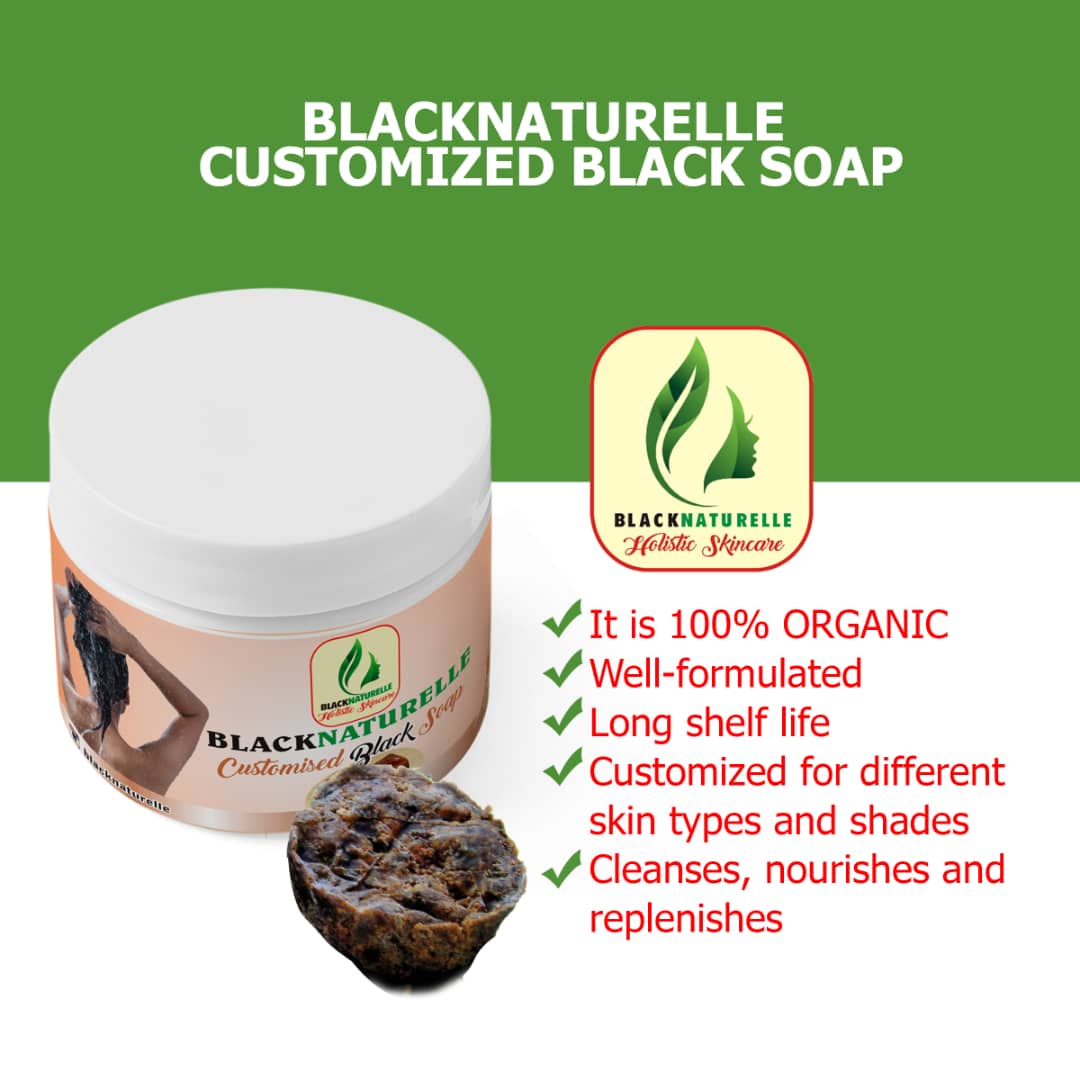 BLACKNATURELLE
CUSTOMIZED BLACK SOAP
BLACKNATURELLE
Holistic Skincare
It is 100% ORGANIC
Well-formulated
Long shelf life
Customized for different
skin types and shades
Cleanses, nourishes and
replenishes
BLACKNATURELLE
Holistic Skincare
BLACKNATURELLE
Customised Black Soap
blacknaturelle